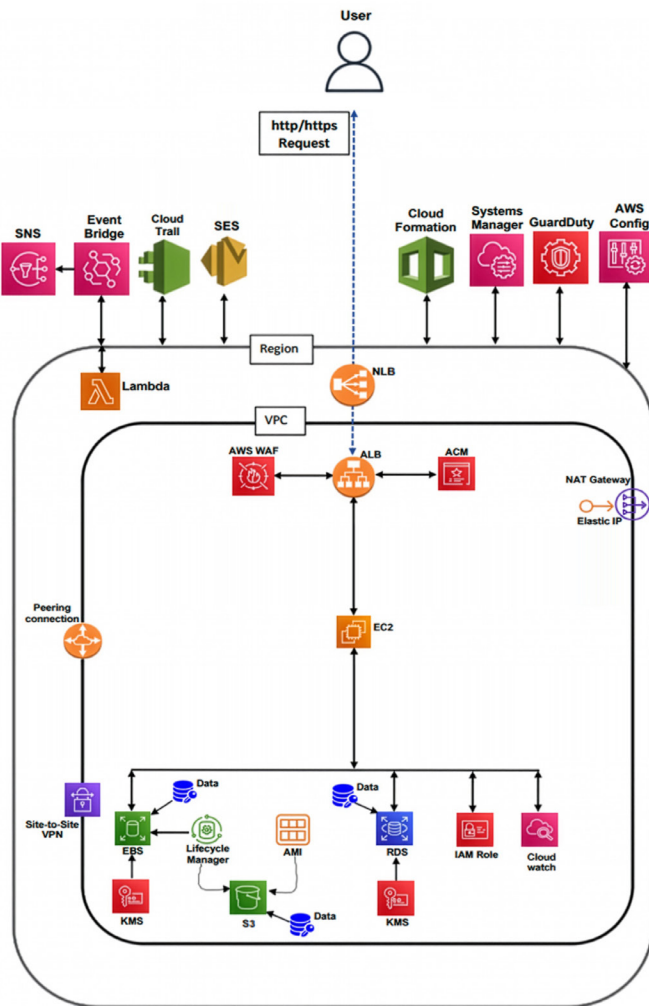 User
http/https
Request
SNS
Event
Bridge
Cloud
Trall
SES
Cloud
Formation
Systems
Manager
GuardDuty
AWS
Config
Region
Lambda
NLB
VPC
AWS WAF
ALB
ACM
NAT Gateway
Elastic IP
Peering
connection
EC2
Site-to-Site
VPN
Data
EBS
Lifecycle
Manager
AMI
Data
RDS
IAM Role
Cloud
watch
KMS
S3
Data
KMS